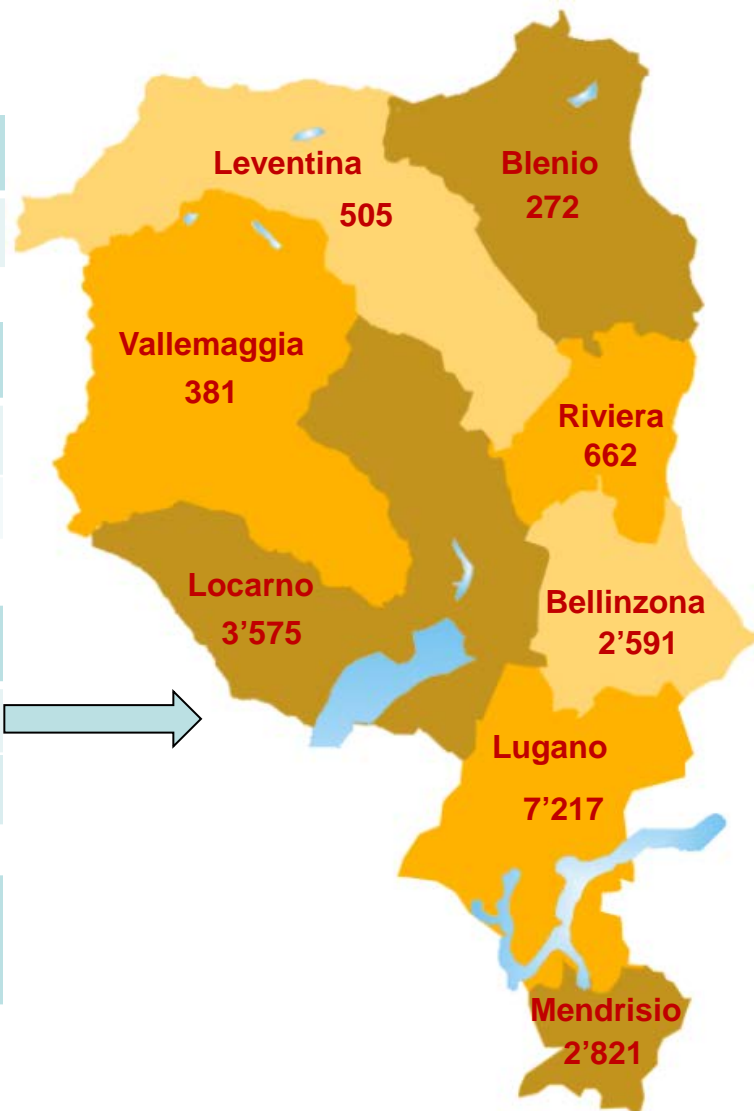 Leventina
505
Blenio
272
Vallemaggia
381
Riviera
662
Locarno
3’575
Bellinzona
2’591
Lugano
7’217
Mendrisio
2’821